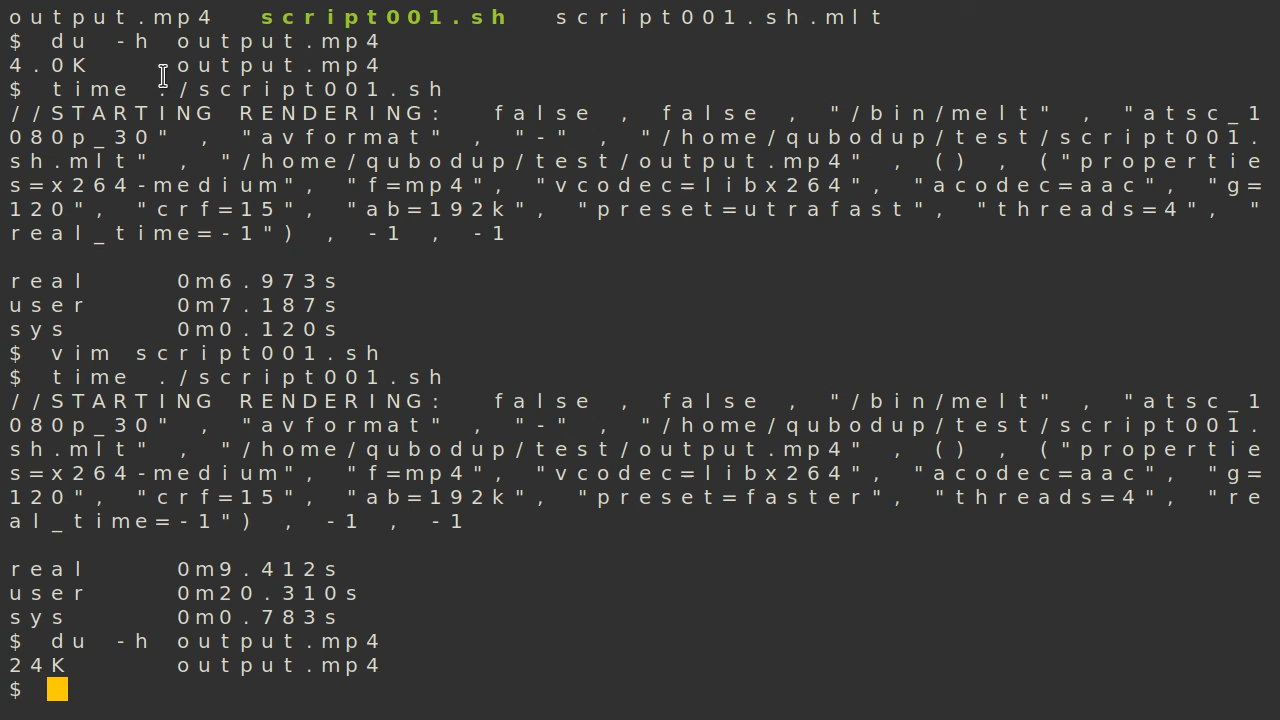 output.mp4 script001.sh script001.sh.mlt
$ du -h output.mp4
4.0K output.mp4
$ time ./script001.sh
//STARTING RENDERING: false , false , "/bin/melt" , "atsc_1
080p_30" , "avformat" , "-" , "/home/qubodup/test/script001.
sh.mlt" , "/home/qubodup/test/output.mp4" , () , ("propertie
s=x264-medium", "f=mp4", "vcodec=libx264", "acodec=aac", "g=
120", "crf=15", "ab=192k", "preset=utrafast", "threads=4", "
real_time=-1") , -1 , -1
real 0m6.973s
user 0m7.187s
sys 0m0.120s
$ vim script001.sh
$ time ./script001.sh
//STARTING RENDERING: false , false , "/bin/melt" , "atsc_1
080p_30" , "avformat" , "-" , "/home/qubodup/test/script001.
sh.mlt" , "/home/qubodup/test/output.mp4" , () , ("propertie
s=x264-medium", "f=mp4", "vcodec=libx264", "acodec=aac", "g=
120", "crf=15", "ab=192k", "preset=faster", "threads=4", "re
al_time=-1") , -1 , -1
real 0m9.412s
user 0m20.310s
sys 0m0.783s
$ du -h output.mp4
24K output.mp4
$